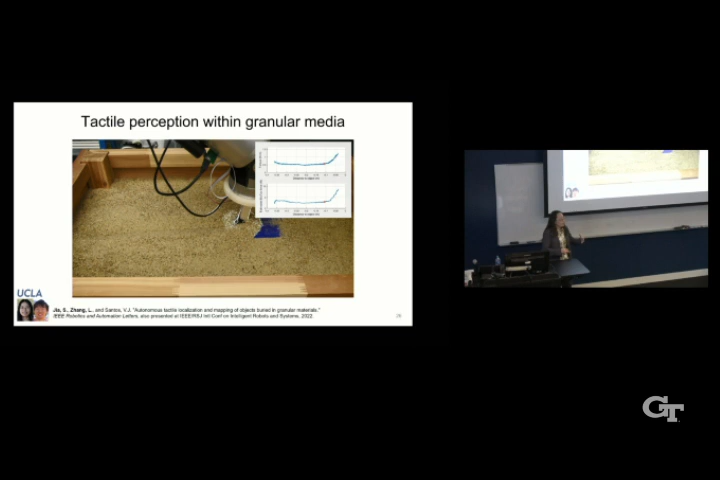 Tactile perception within granular media
UCLA
Jia, S., Zhang, L., and Santos, V.J. "Autonomous tactile localization and mapping of objects buried in granular materials."
IEEE Robotics and Automation Letters, also presented at IEEE/RSJ Intl Conf on Intelligent Robots and Systems, 2022.
GT